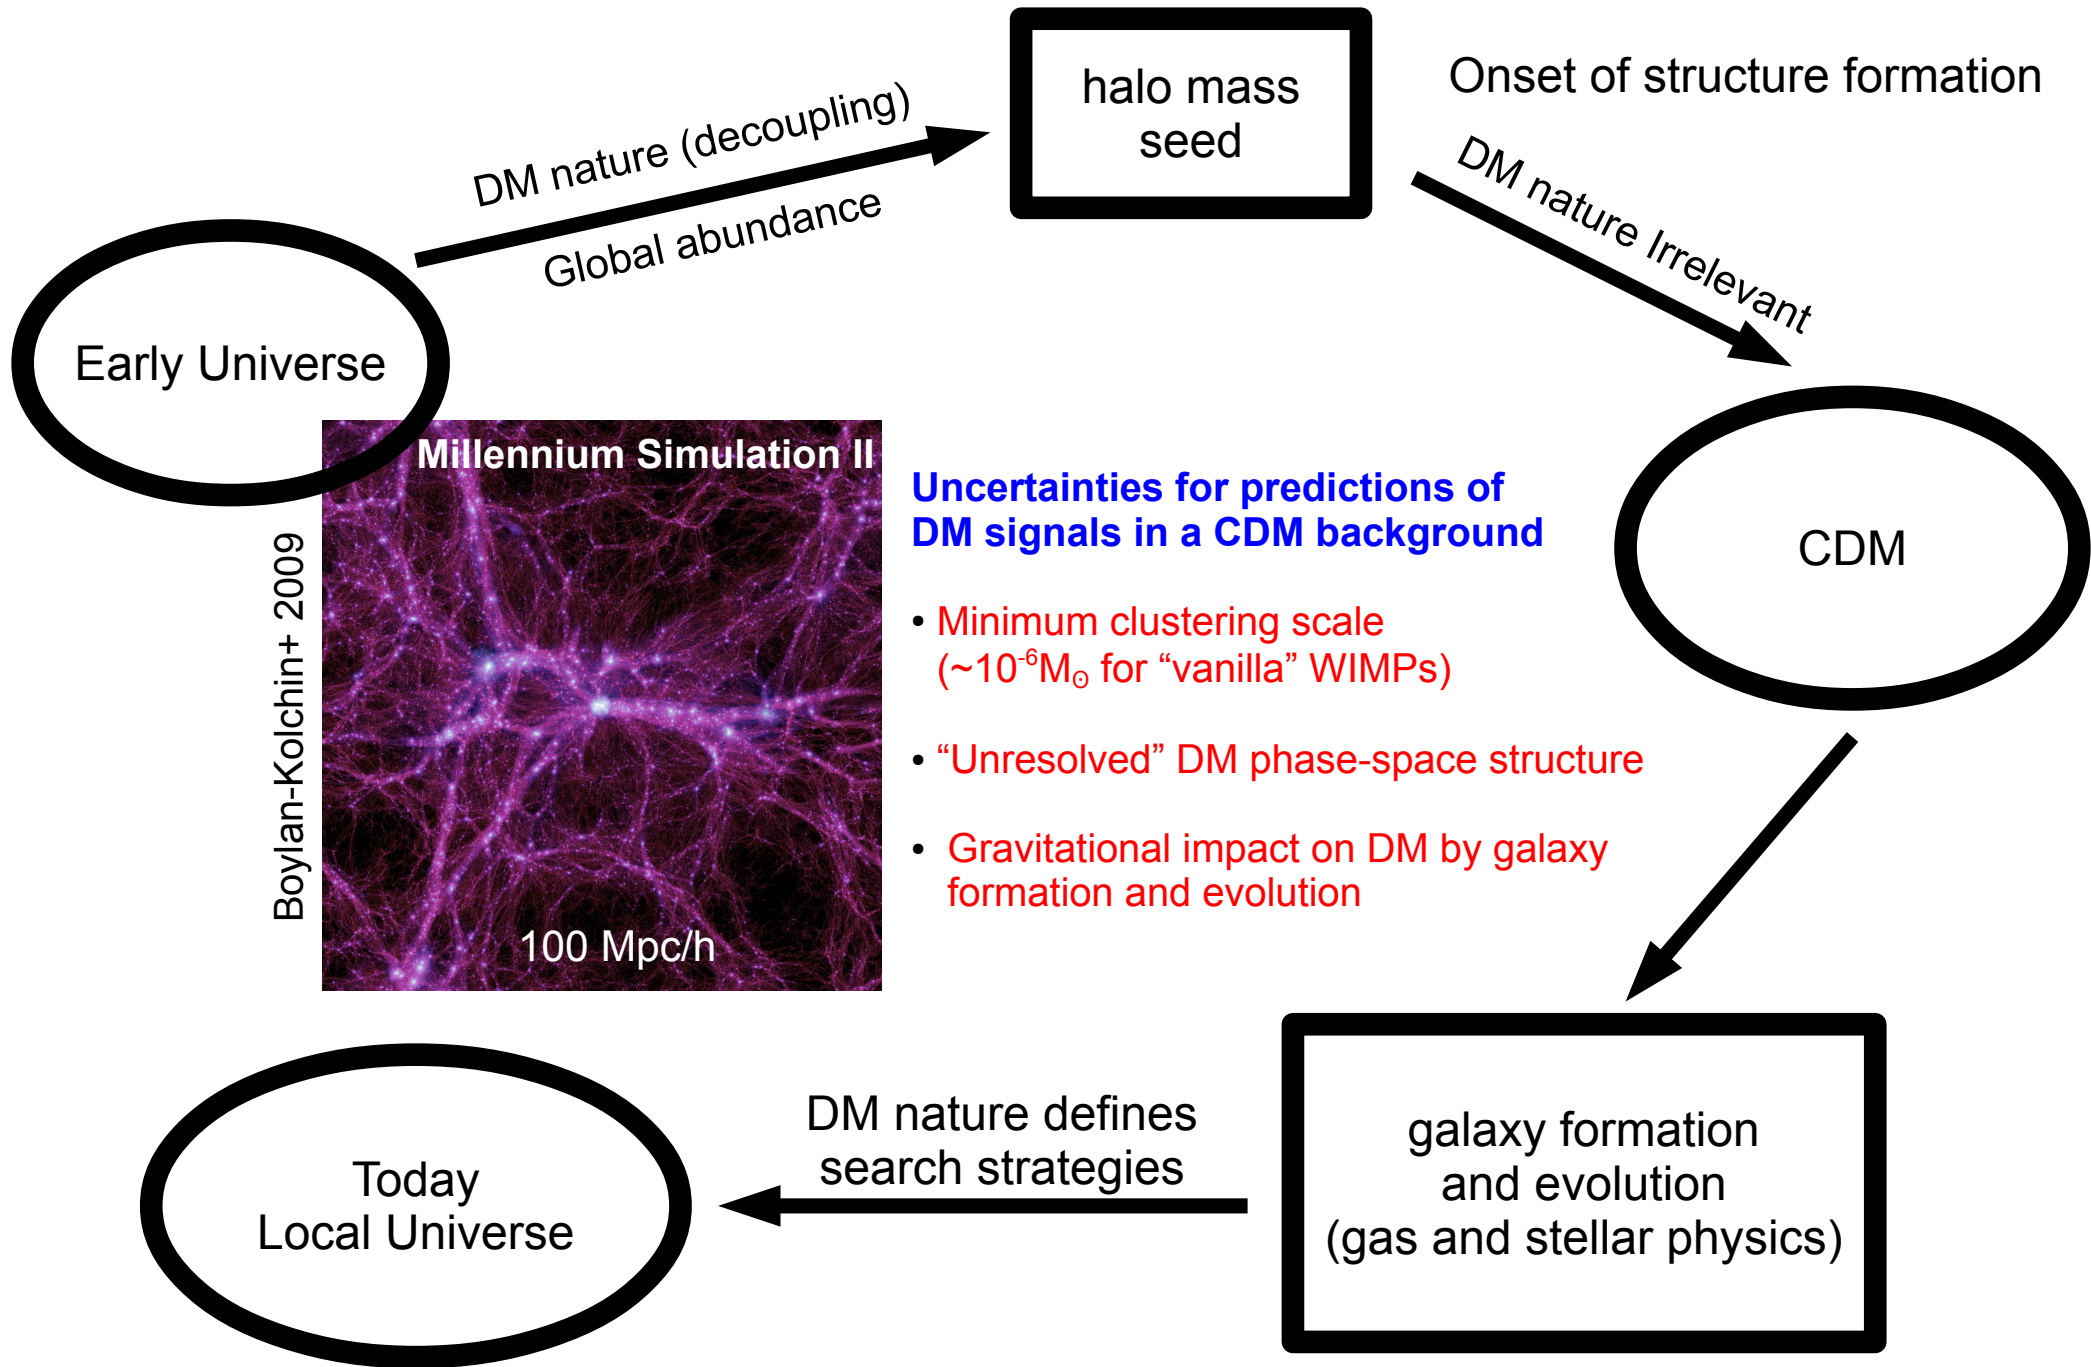 halo mass
seed
Onset of structure formation
DM nature (decoupling)
Global abundance
DM nature Irrelevant
Early Universe
Millennium Simulation II
Boylan-Kolchin+ 2009
100 Mpc/h
Uncertainties for predictions of
DM signals in a CDM background
• Minimum clustering scale
(~10⁻⁶M☉ for “vanilla” WIMPs)
• “Unresolved” DM phase-space structure
• Gravitational impact on DM by galaxy
formation and evolution
CDM
DM nature defines
search strategies
galaxy formation
and evolution
(gas and stellar physics)
Today
Local Universe